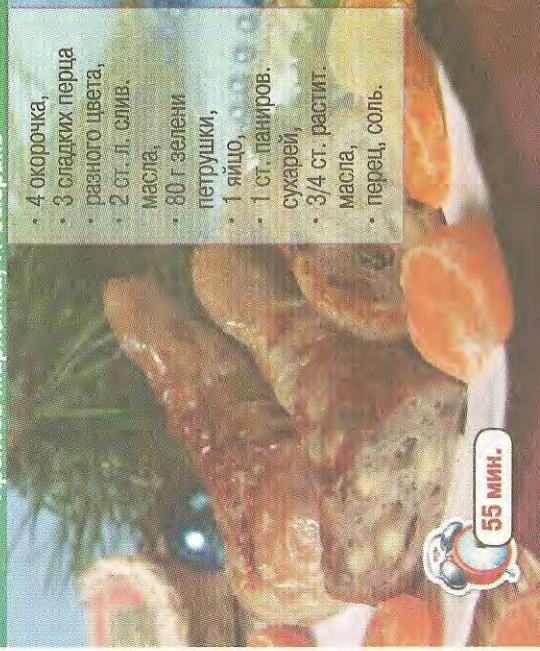 · 4 окорочка,
· 3 сладких перца
· разного цвета,
· 2 ст. л. слив.
масла,
· 80 г зелени
петрушки,
· 1 яйцо,
· 1 ст. паниров.
сухарей,
· 3/4 ст. растит.
масла,
· перец, соль.
55 мин.